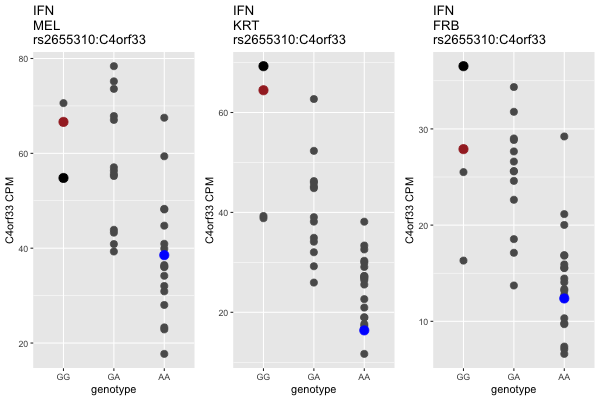 IFN
MEL
rs2655310:C4orf33
80
60
40
20
C4orf33 CPM
GG GA AA
genotype
IFN
KRT
rs2655310:C4orf33
60
40
20
C4orf33 CPM
GG GA AA
genotype
IFN
FRB
rs2655310:C4orf33
30
20
10
C4orf33 CPM
GG GA AA
genotype